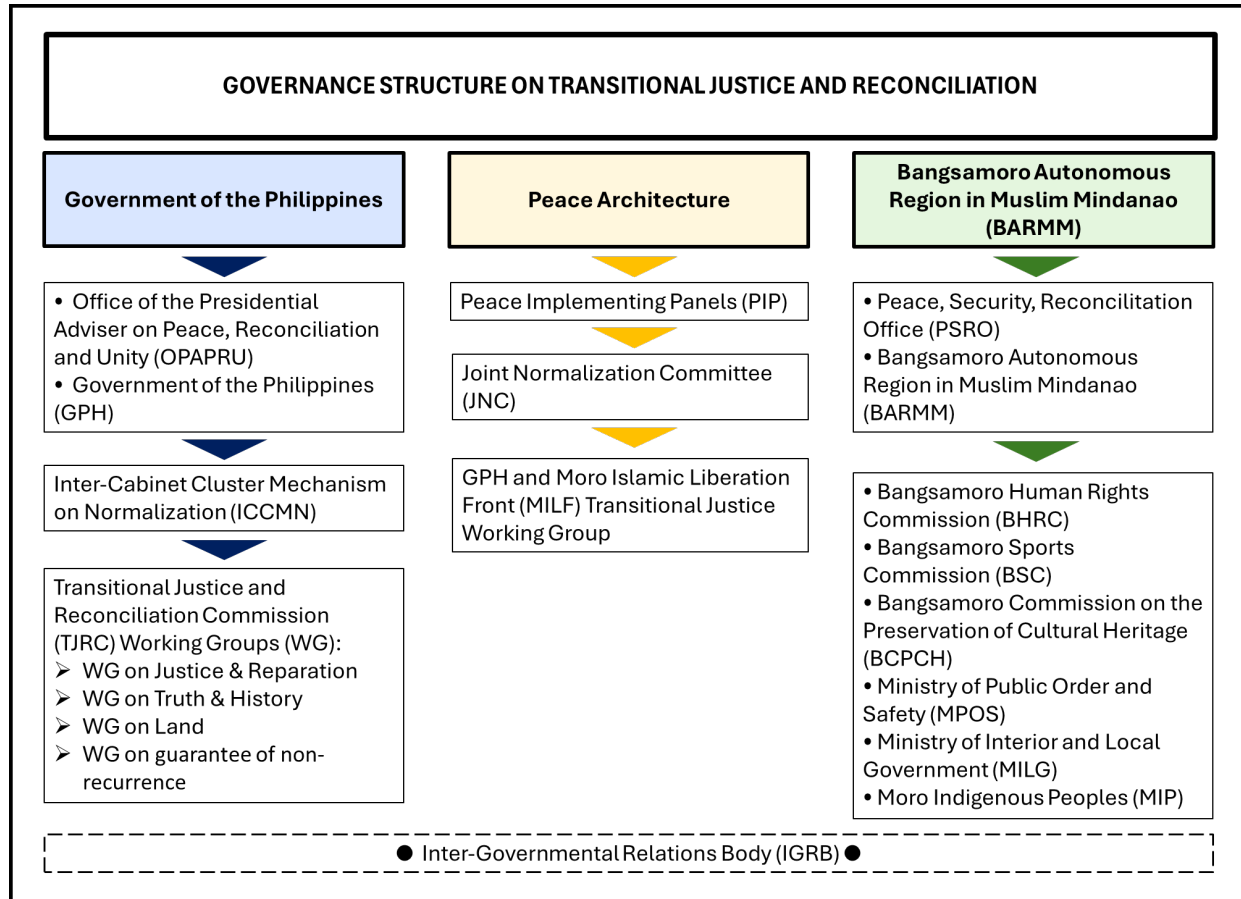 GOVERNANCE STRUCTURE ON TRANSITIONAL JUSTICE AND RECONCILIATION
Government of the Philippines
• Office of the Presidential
Adviser on Peace, Reconciliation
and Unity (OPAPRU)
• Government of the Philippines
(GPH)
Inter-Cabinet Cluster Mechanism
on Normalization (ICCMN)
Transitional Justice and
Reconciliation Commission
(TJRC) Working Groups (WG):
➢ WG on Justice & Reparation
➢ WG on Truth & History
➢ WG on Land
➢ WG on guarantee of non-
recurrence
Peace Architecture
Peace Implementing Panels (PIP)
Joint Normalization Committee
(JNC)
GPH and Moro Islamic Liberation
Front (MILF) Transitional Justice
Working Group
Bangsamoro Autonomous
Region in Muslim Mindanao
(BARMM)
• Peace, Security, Reconcilitation
Office (PSRO)
• Bangsamoro Autonomous
Region in Muslim Mindanao
(BARMM)
• Bangsamoro Human Rights
Commission (BHRC)
• Bangsamoro Sports
Commission (BSC)
• Bangsamoro Commission on the
Preservation of Cultural Heritage
(BCPCH)
• Ministry of Public Order and
Safety (MPOS)
• Ministry of Interior and Local
Government (MILG)
• Moro Indigenous Peoples (MIP)
● Inter-Governmental Relations Body (IGRB) ●